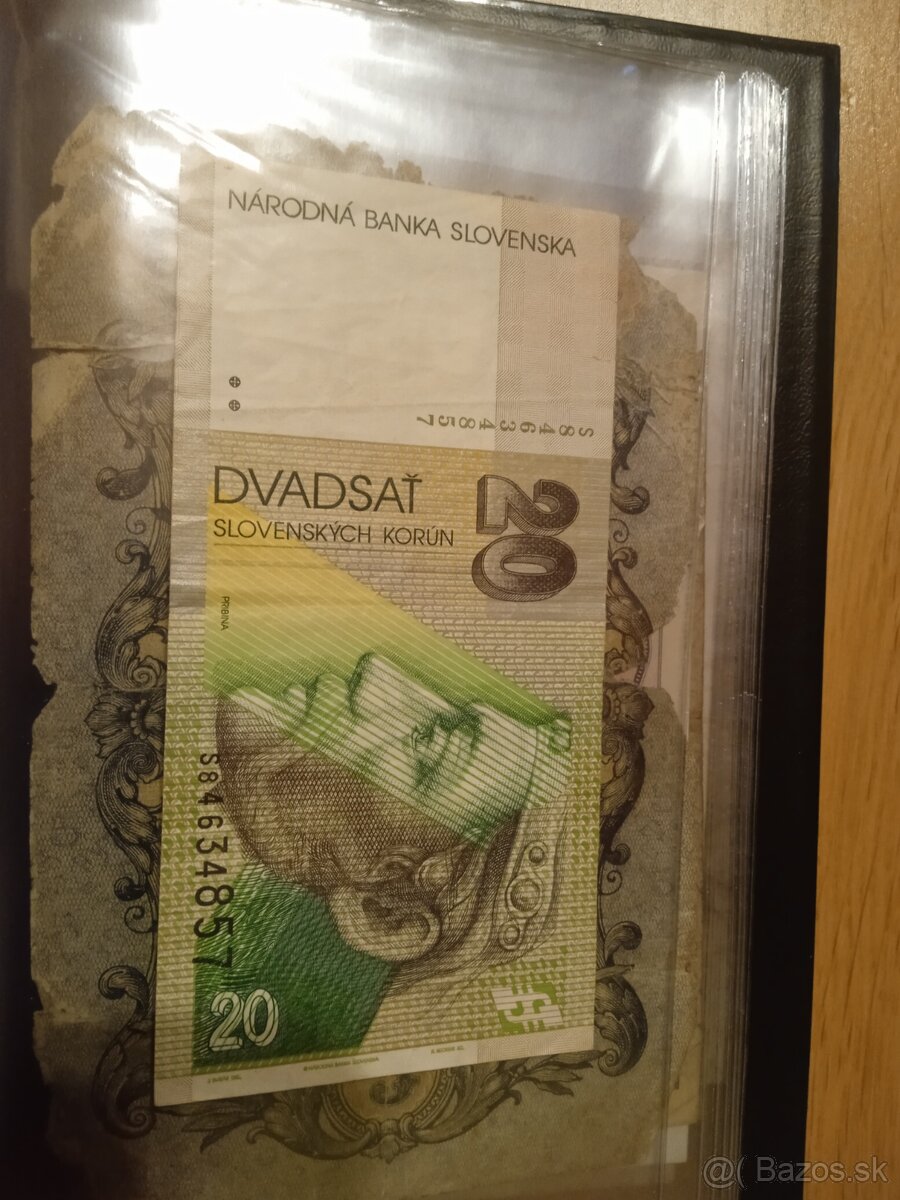 NÁRODNÁ BANKA SLOVENSKA
S84634857
DVADSAŤ
SLOVENSKÝCH KORÚN
20
PRIBINA
S84634857
20
@( Bazos.sk